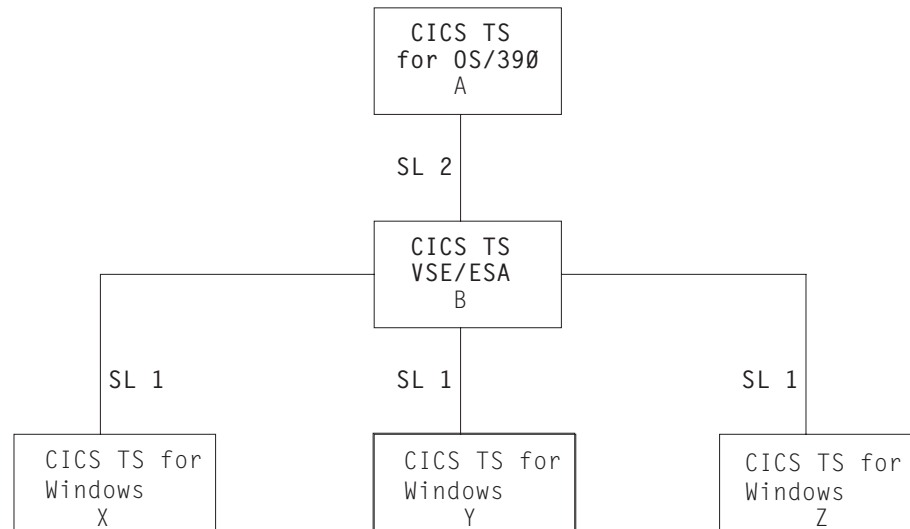 CICS TS
for OS/390
A
SL 2
CICS TS
VSE/ESA
B
SL 1
SL 1
SL 1
CICS TS for
Windows
X
CICS TS for
Windows
Y
CICS TS for
Windows
Z